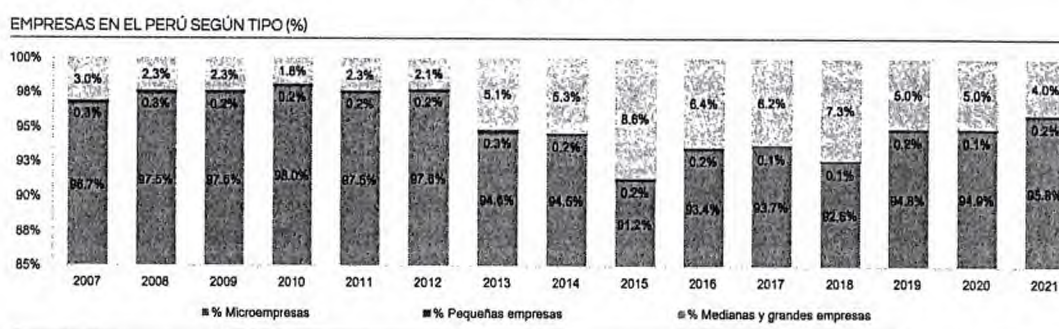 EMPRESAS EN EL PERÚ SEGÚN TIPO (%)
100%
98%
95%
93%
90%
88%
85%
3.0% 2.3% 2.3% 1.8% 2.3% 2.1% 5.1% 5.3% 8.6% 6.4% 6.2% 7.3% 5.0% 5.0% 4.0%
0.3% 0.3% 0.2% 0.2% 0.2% 0.2% 0.3% 0.2% 0.2% 0.2% 0.1% 0.1% 0.2% 0.1% 0.2%
96.7% 97.5% 97.5% 98.0% 97.5% 97.6% 94.6% 94.5% 91.2% 93.4% 93.7% 92.6% 94.8% 94.9% 95.8%
2007 2008 2009 2010 2011 2012 2013 2014 2015 2016 2017 2018 2019 2020 2021
% Microempresas % Pequeñas empresas % Medianas y grandes empresas